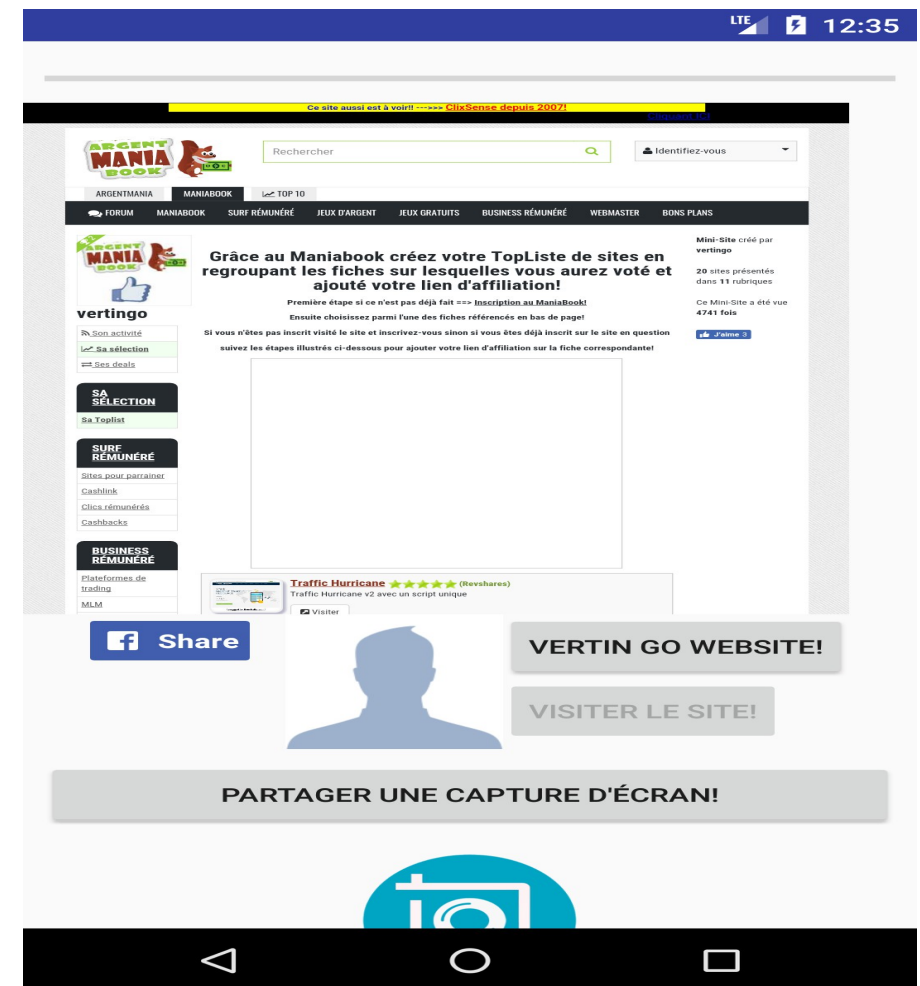 LTE 12:35
Ce site aussi est à voir!! --->>> ClixSense depuis 2007!
Cliquant ICI
ARGENT
MANIA
BOOK
Rechercher
Identifiez-vous
ARGENTMANIA MANIABOOK TOP 10
FORUM MANIABOOK SURF RÉMUNÉRÉ JEUX D'ARGENT JEUX GRATUITS BUSINESS RÉMUNÉRÉ WEBMASTER BONS PLANS
ARGENT
MANIA
BOOK
vertingo
Son activité
Sa sélection
Ses deals
SA
SÉLECTION
Sa Toplist
SURF
RÉMUNÉRÉ
Sites pour parrainer
Cashlink
Clics rémunérés
Cashbacks
BUSINESS
RÉMUNÉRÉ
Plateformes de
trading
MLM
Grâce au Maniabook créez votre TopListe de sites en
regroupant les fiches sur lesquelles vous aurez voté et
ajouté votre lien d'affiliation!
Première étape si ce n'est pas déjà fait ==> Inscription au ManiaBook!
Ensuite choisissez parmi l'une des fiches référencés en bas de page!
Si vous n'êtes pas inscrit visité le site et inscrivez-vous sinon si vous êtes déjà inscrit sur le site en question
suivez les étapes illustrés ci-dessous pour ajouter votre lien d'affiliation sur la fiche correspondante!
Traffic Hurricane (Revshares)
Traffic Hurricane v2 avec un script unique
Visiter
Mini-Site créé par
vertingo
20 sites présentés
dans 11 rubriques
Ce Mini-Site a été vue
4741 fois
J'aime 3
Share
VERTIN GO WEBSITE!
VISITER LE SITE!
PARTAGER UNE CAPTURE D'ÉCRAN!